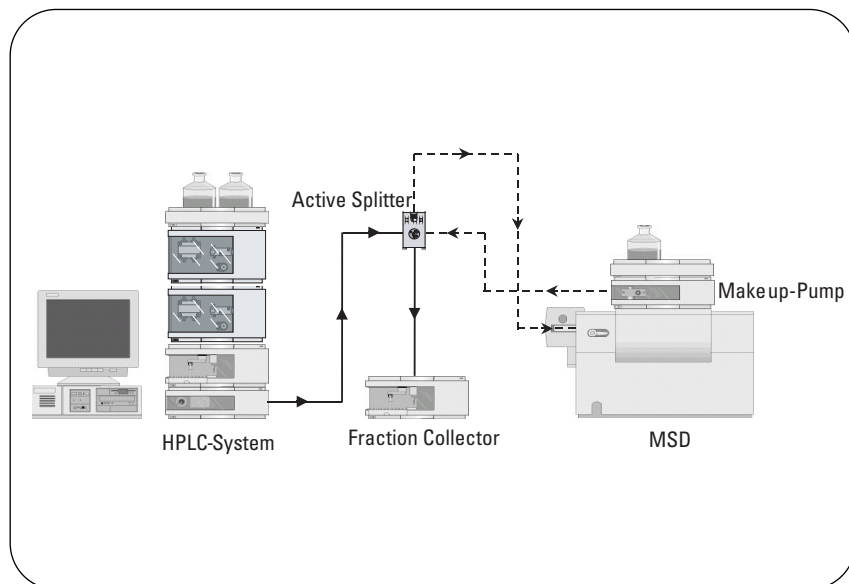 Active Splitter
Makeup-Pump
HPLC-System
Fraction Collector
MSD